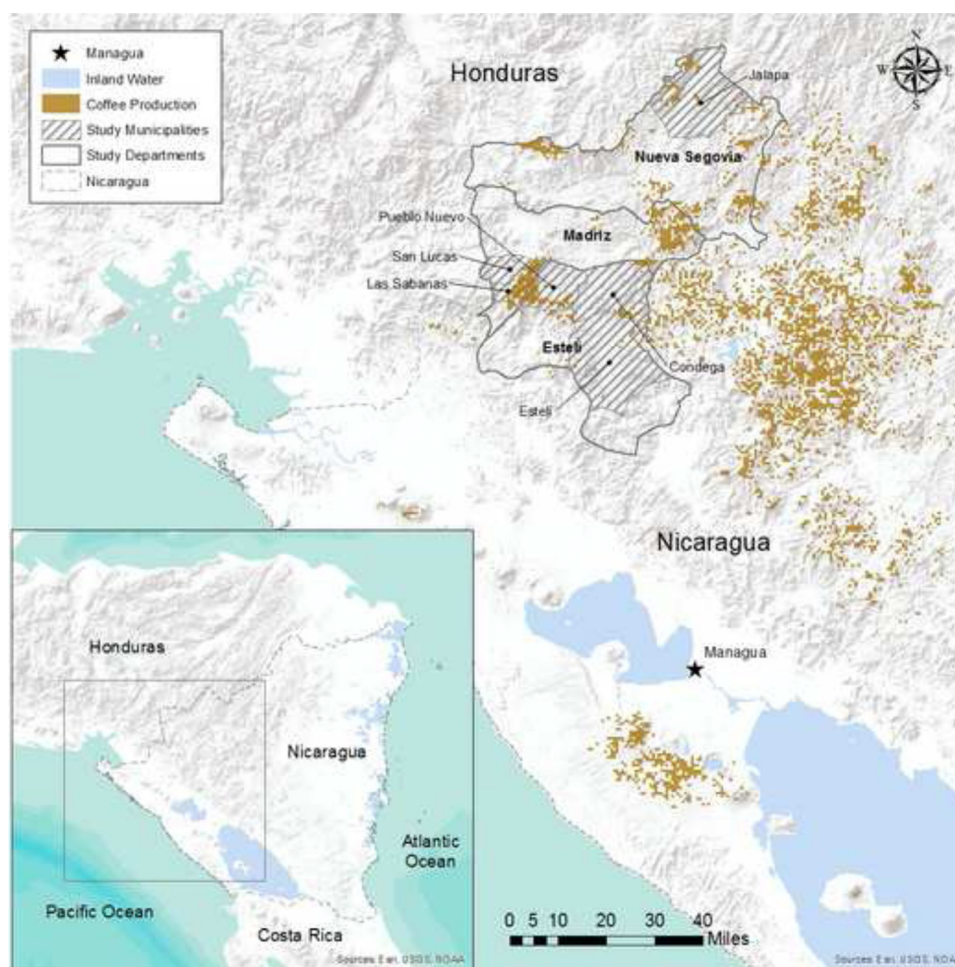 Managua
Inland Water
Coffee Production
Study Municipalities
Study Departments
Nicaragua
Honduras
N
W
E
S
Jalapa
Nueva Segovia
Pueblo Nuevo
Madriz
San Lucas
Las Sabanas
Estelí
Condega
Estelí
Nicaragua
Managua
Honduras
Nicaragua
Atlantic
Ocean
Pacific Ocean
Costa Rica
Sources: Esri, USGS, NOAA
0 5 10 20 30 40
Miles
Sources: Esri, USGS, NOAA